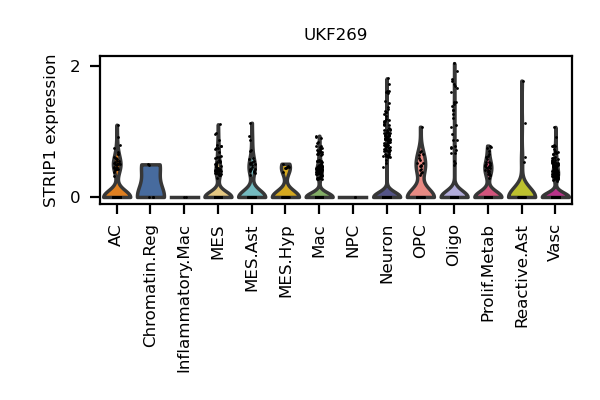 UKF269
STRIP1 expression
2
0
AC
Chromatin.Reg
Inflammatory.Mac
MES
MES.Ast
MES.Hyp
Mac
NPC
Neuron
OPC
Oligo
Prolif.Metab
Reactive.Ast
Vasc